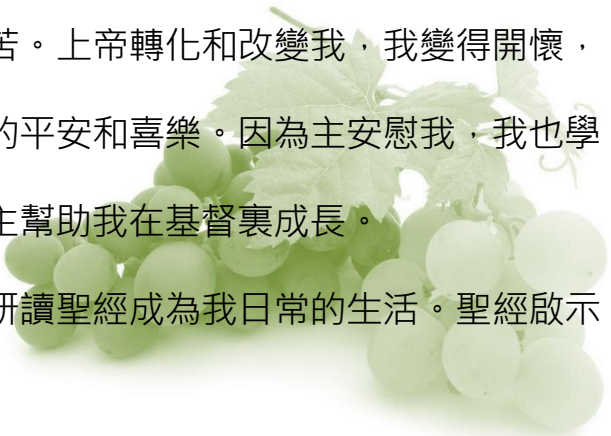 苦。上帝轉化和改變我，我變得開懷，
的平安和喜樂。因為主安慰我，我也學
主幫助我在基督裏成長。
研讀聖經成為我日常的生活。聖經啟示